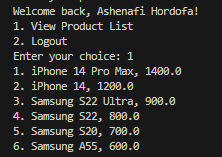 Welcome back, Ashenafi Hordofa!
1. View Product List
2. Logout
Enter your choice: 1
1. iPhone 14 Pro Max, 1400.0
2. iPhone 14, 1200.0
3. Samsung S22 Ultra, 900.0
4. Samsung S22, 800.0
5. Samsung S20, 700.0
6. Samsung A55, 600.0